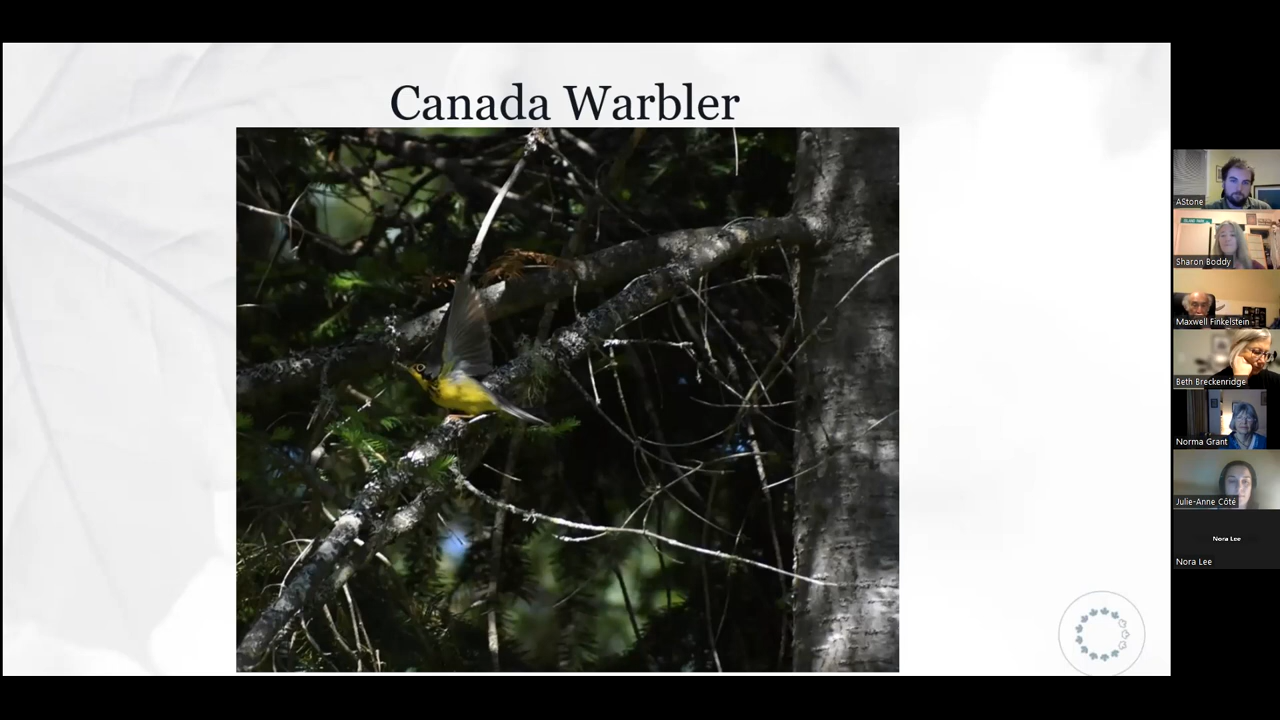 Canada Warbler
AStone
Sharon Boddy
Maxwell Finkelstein
Beth Breckenridge
Norma Grant
Julie-Anne Côté
Nora Lee
Nora Lee